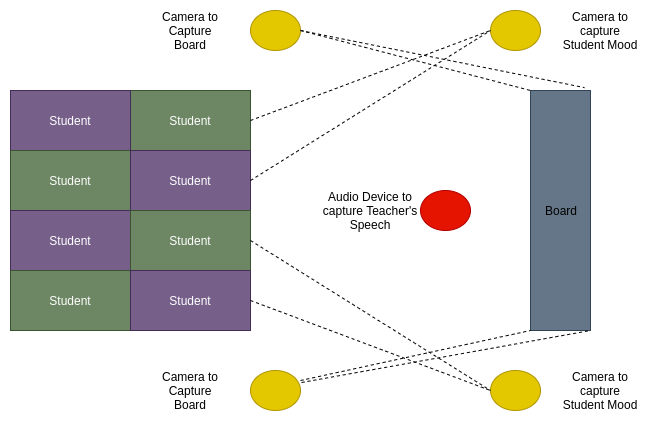 Camera to
Capture
Board
Camera to
capture
Student Mood
Student
Student
Student
Student
Audio Device to
capture Teacher's
Speech
Board
Student
Student
Student
Student
Camera to
Capture
Board
Camera to
capture
Student Mood